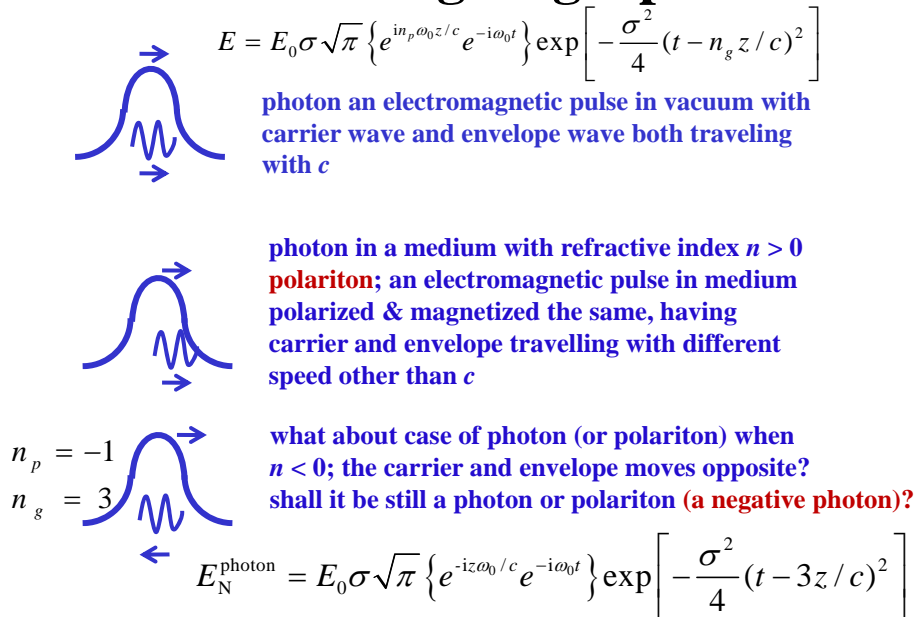 E = E₀σ√π {e^{in_pω₀z/c} e^{-iω₀t}} exp[-σ²/4 (t - n_g z / c)²]
photon an electromagnetic pulse in vacuum with
carrier wave and envelope wave both traveling
with c
photon in a medium with refractive index n > 0
polariton; an electromagnetic pulse in medium
polarized & magnetized the same, having
carrier and envelope travelling with different
speed other than c
n_p = -1
n_g = 3
what about case of photon (or polariton) when
n < 0; the carrier and envelope moves opposite?
shall it be still a photon or polariton (a negative photon)?
E_N^{photon} = E₀σ√π {e^{-izω₀/c} e^{-iω₀t}} exp[-σ²/4 (t - 3z / c)²]